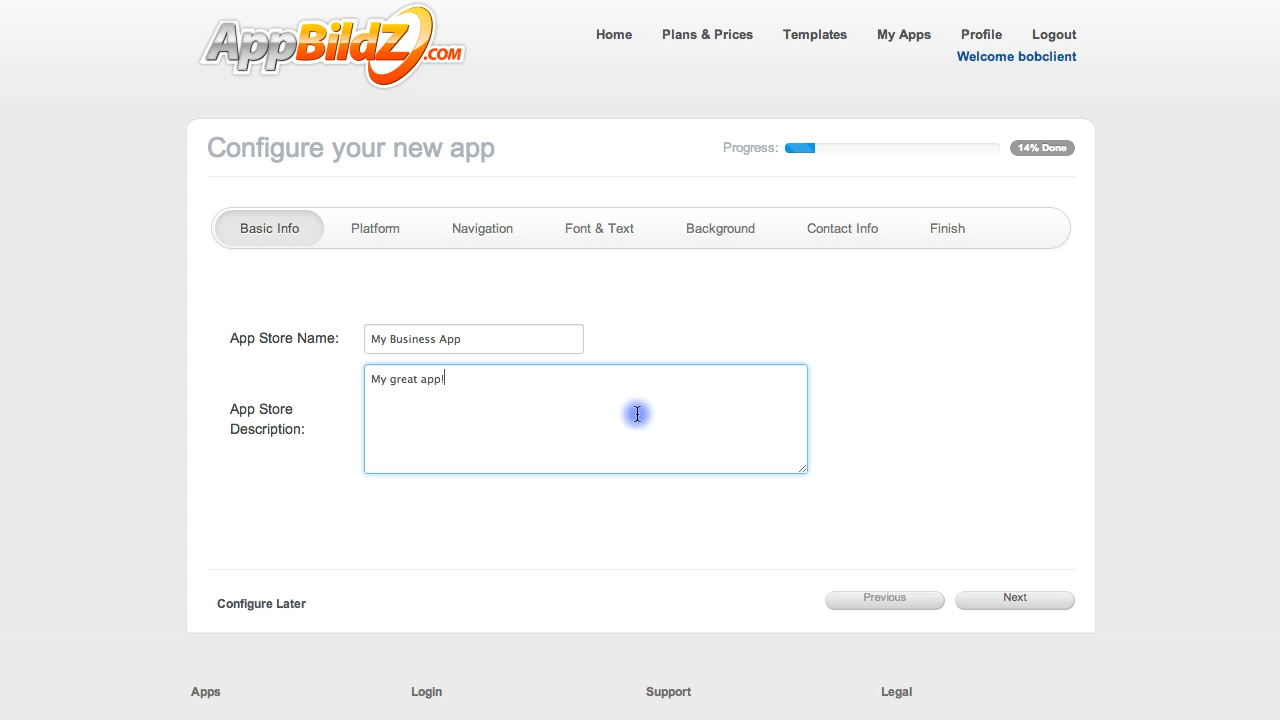 AppBildZ.COM
Home Plans & Prices Templates My Apps Profile Logout
Welcome bobclient
Configure your new app
Progress: 14% Done
Basic Info Platform Navigation Font & Text Background Contact Info Finish
App Store Name: My Business App
My great app!
App Store
Description:
Configure Later Previous Next
Apps Login Support Legal